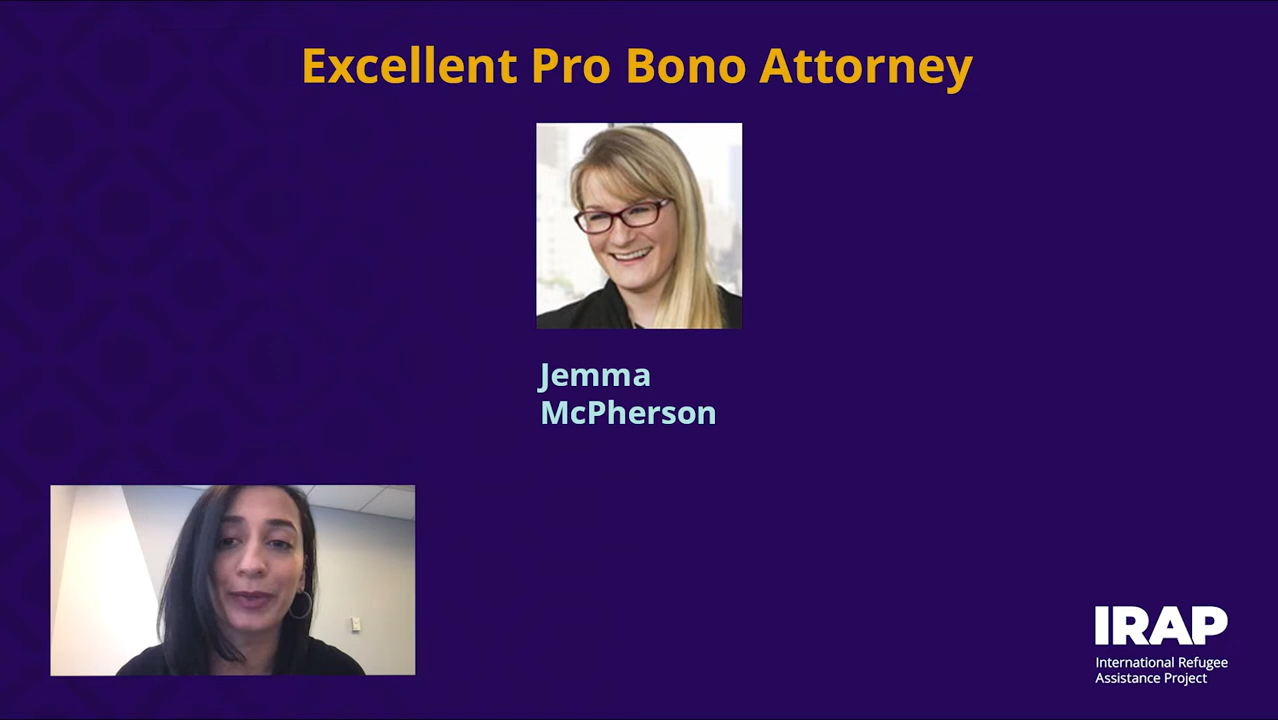 Excellent Pro Bono Attorney
Jemma
McPherson
IRAP
International Refugee
Assistance Project